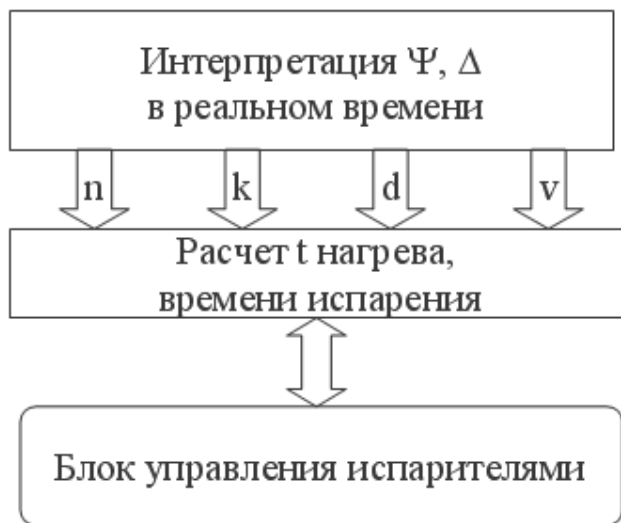 Интерпретация Ψ, Δ
в реальном времени
n k d v
Расчет t нагрева,
времени испарения
Блок управления испарителями